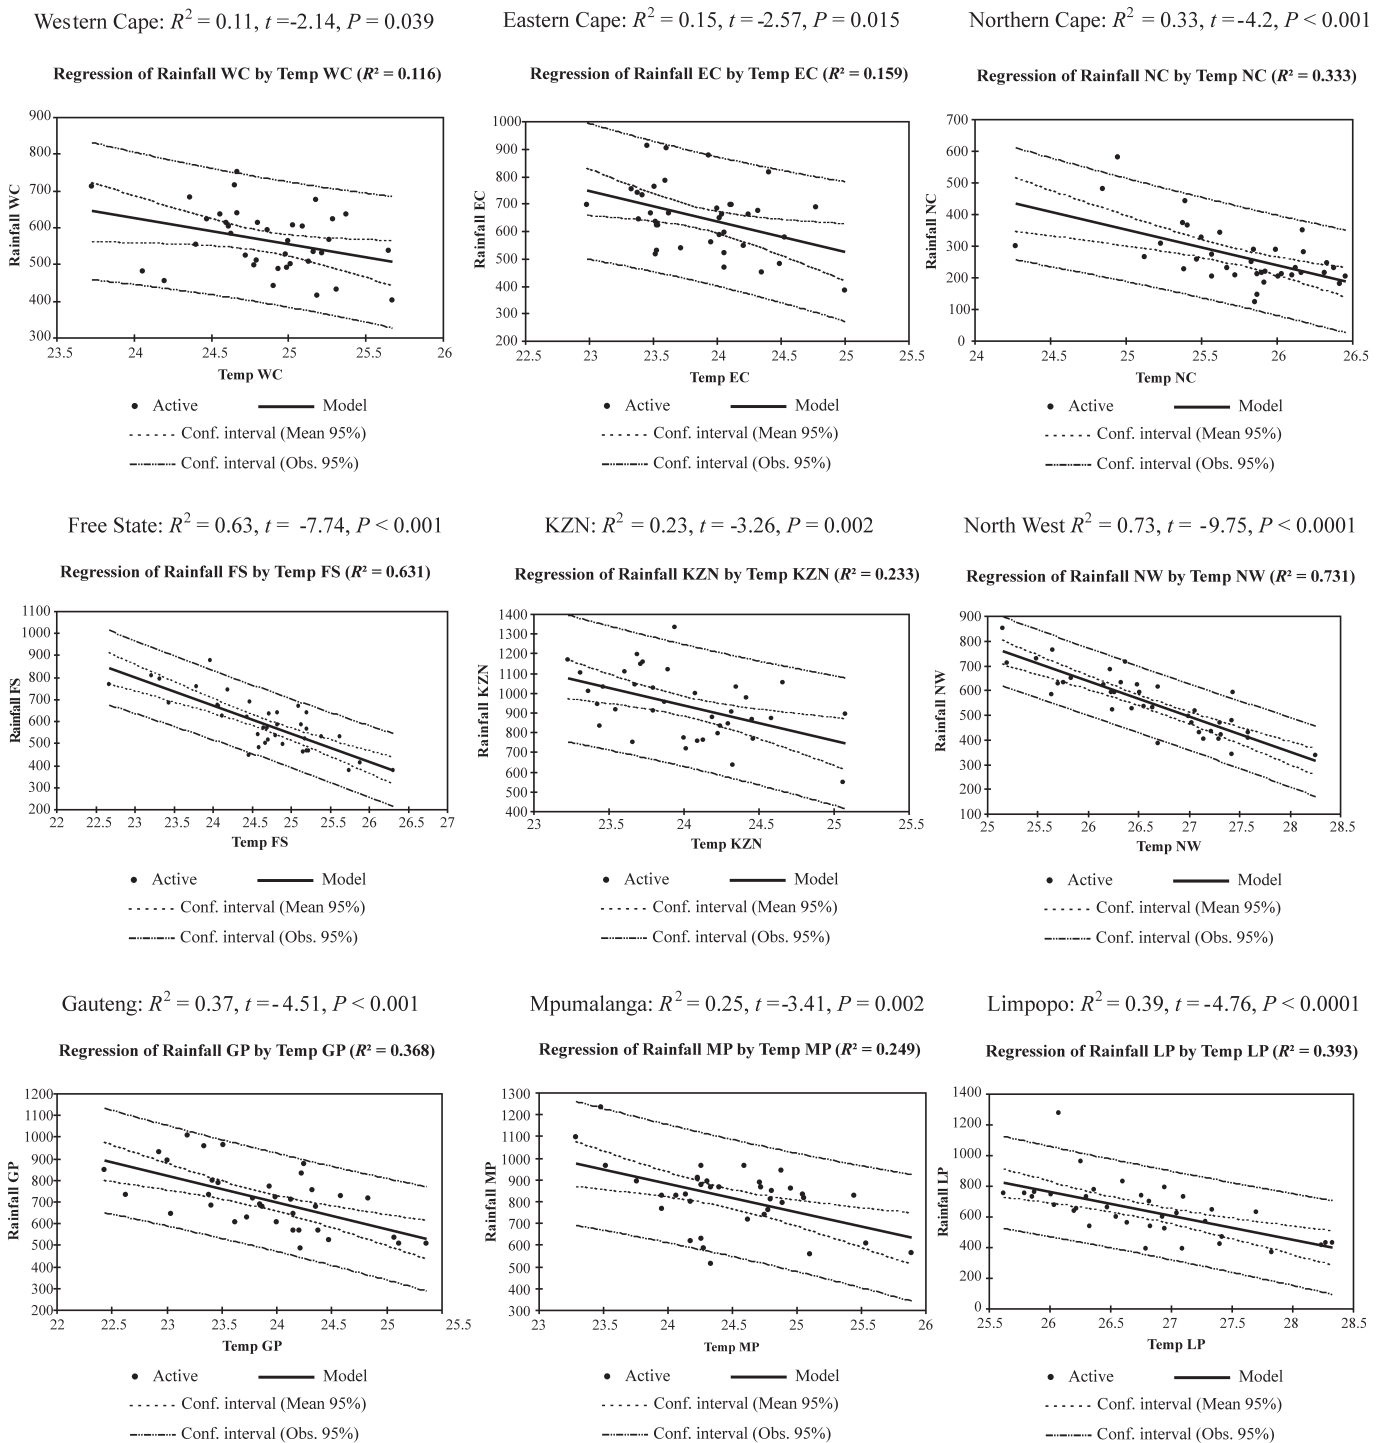 Western Cape: R² = 0.11, t =-2.14, P = 0.039
Eastern Cape: R² = 0.15, t =-2.57, P = 0.015
Northern Cape: R² = 0.33, t =-4.2, P < 0.001
Regression of Rainfall WC by Temp WC (R² = 0.116)
Regression of Rainfall EC by Temp EC (R² = 0.159)
Regression of Rainfall NC by Temp NC (R² = 0.333)
Rainfall WC
900
800
700
600
500
400
300
23.5 24 24.5 25 25.5 26
Temp WC
Rainfall EC
1000
900
800
700
600
500
400
300
200
22.5 23 23.5 24 24.5 25 25.5
Temp EC
Rainfall NC
700
600
500
400
300
200
100
0
24 24.5 25 25.5 26 26.5
Temp NC
Active Model
Conf. interval (Mean 95%)
Conf. interval (Obs. 95%)
Active Model
Conf. interval (Mean 95%)
Conf. interval (Obs. 95%)
Active Model
Conf. interval (Mean 95%)
Conf. interval (Obs. 95%)
Free State: R² = 0.63, t = -7.74, P < 0.001
KZN: R² = 0.23, t = -3.26, P = 0.002
North West R² = 0.73, t = -9.75, P < 0.0001
Regression of Rainfall FS by Temp FS (R² = 0.631)
Regression of Rainfall KZN by Temp KZN (R² = 0.233)
Regression of Rainfall NW by Temp NW (R² = 0.731)
Rainfall FS
1100
1000
900
800
700
600
500
400
300
200
22 22.5 23 23.5 24 24.5 25 25.5 26 26.5 27
Temp FS
Rainfall KZN
1400
1300
1200
1100
1000
900
800
700
600
500
400
23 23.5 24 24.5 25 25.5
Temp KZN
Rainfall NW
900
800
700
600
500
400
300
200
100
25 25.5 26 26.5 27 27.5 28 28.5
Temp NW
Active Model
Conf. interval (Mean 95%)
Conf. interval (Obs. 95%)
Active Model
Conf. interval (Mean 95%)
Conf. interval (Obs. 95%)
Active Model
Conf. interval (Mean 95%)
Conf. interval (Obs. 95%)
Gauteng: R² = 0.37, t =- 4.51, P < 0.001
Mpumalanga: R² = 0.25, t =-3.41, P = 0.002
Limpopo: R² = 0.39, t = -4.76, P < 0.0001
Regression of Rainfall GP by Temp GP (R² = 0.368)
Regression of Rainfall MP by Temp MP (R² = 0.249)
Regression of Rainfall LP by Temp LP (R² = 0.393)
Rainfall GP
1200
1100
1000
900
800
700
600
500
400
300
200
22 22.5 23 23.5 24 24.5 25 25.5
Temp GP
Rainfall MP
1300
1200
1100
1000
900
800
700
600
500
400
300
23 23.5 24 24.5 25 25.5 26
Temp MP
Rainfall LP
1400
1200
1000
800
600
400
200
0
25.5 26 26.5 27 27.5 28 28.5
Temp LP
Active Model
Conf. interval (Mean 95%)
Conf. interval (Obs. 95%)
Active Model
Conf. interval (Mean 95%)
Conf. interval (Obs. 95%)
Active Model
Conf. interval (Mean 95%)
Conf. interval (Obs. 95%)